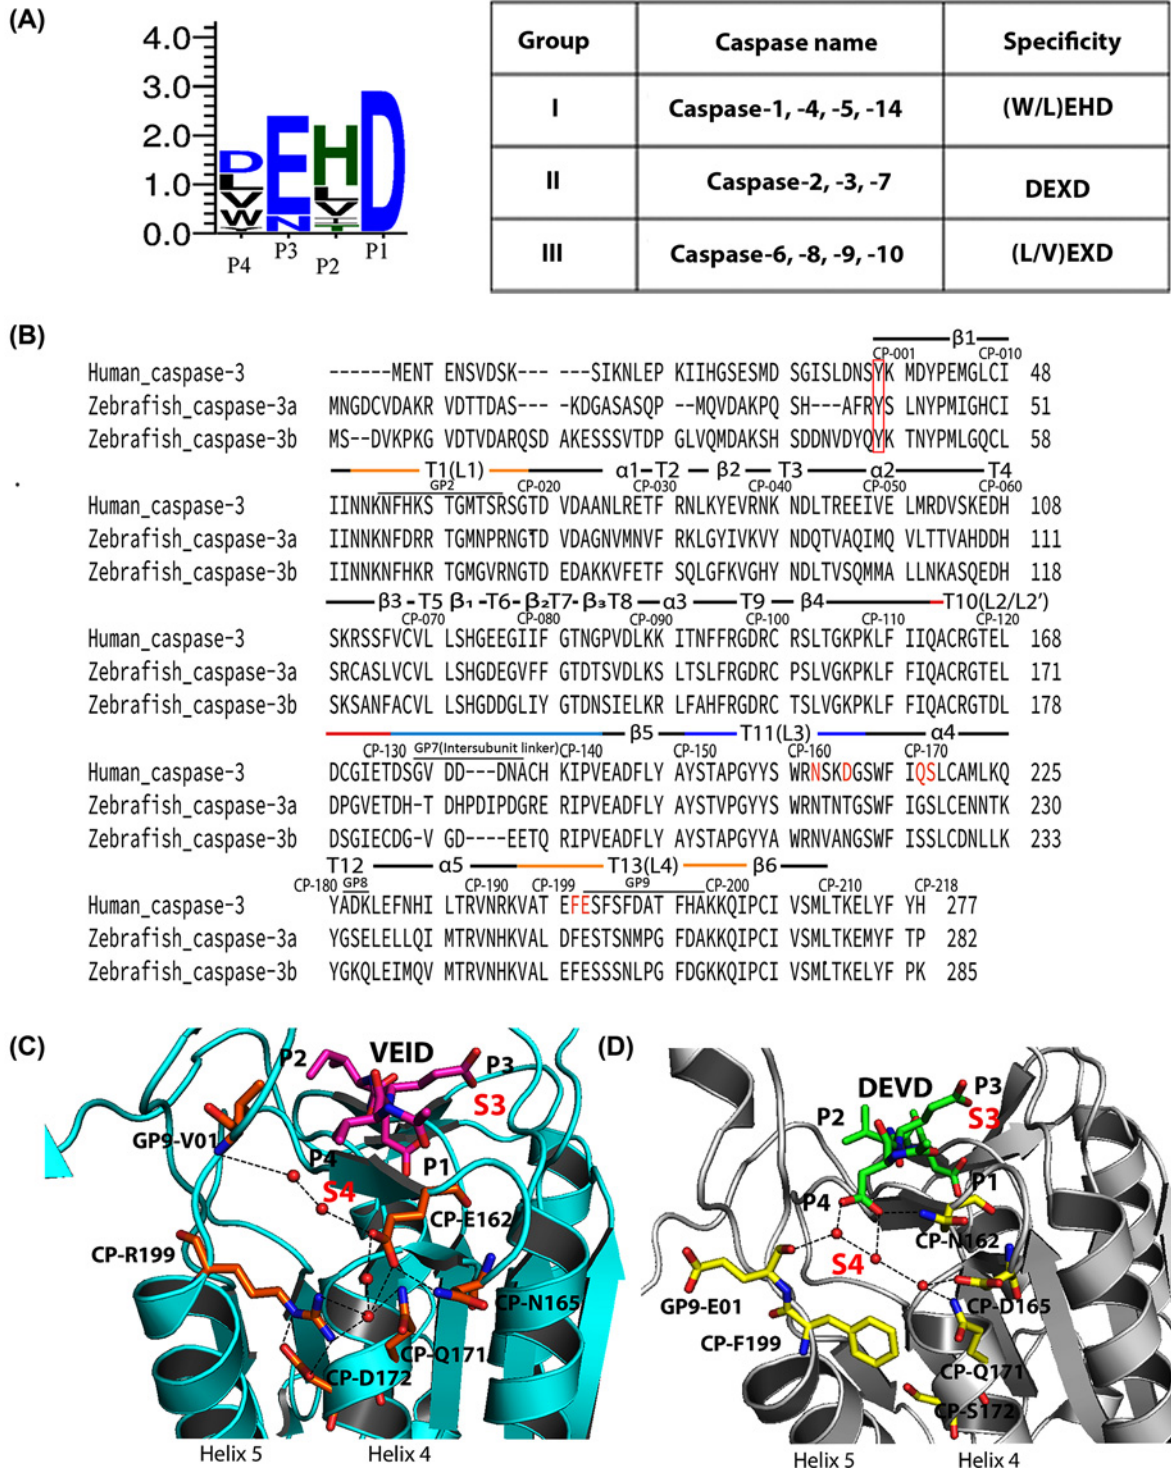 (A)
4.0
3.0
2.0
1.0
0.0
D E H D
L N L
V V
W I
P4 P3 P2 P1
Group Caspase name Specificity
I Caspase-1, -4, -5, -14 (W/L)EHD
II Caspase-2, -3, -7 DEXD
III Caspase-6, -8, -9, -10 (L/V)EXD
(B)
β1
CP-001 CP-010
Human_caspase-3 ------MENT ENSVDSK--- ---SIKNLEP KIIHGSESMD SGISLDNSYK MDYPEMGLCI 48
Zebrafish_caspase-3a MNGDCVDAKR VDTTDAS--- -KDGASASQP --MQVDAKPQ SH---AFRYS LNYPMIGHCI 51
Zebrafish_caspase-3b MS--DVKPKG VDTVDARQSD AKESSSVTDP GLVQMDAKSH SDDNVDYQYK TNYPMLGQCL 58
T1(L1) α1 T2 β2 T3 α2 T4
GP2 CP-020 CP-030 CP-040 CP-050 CP-060
Human_caspase-3 IINNKNFHKS TGMTSRSGTD VDAANLRETF RNLKYEVRNK NDLTREEIVE LMRDVSKEDH 108
Zebrafish_caspase-3a IINNKNFDRR TGMNPRNGTD VDAGNVMNVF RKLGYIVKVY NDQTVAQIMQ VLTTVAHDDH 111
Zebrafish_caspase-3b IINNKNFHKR TGMGVRNGTD EDAKKVFETF SQLGFKVGHY NDLTVSQMMA LLNKASQEDH 118
β3 T5 β₁ T6 β₂T7 β₃T8 α3 T9 β4 T10(L2/L2')
CP-070 CP-080 CP-090 CP-100 CP-110 CP-120
Human_caspase-3 SKRSSFVCVL LSHGEEGIIF GTNGPVDLKK ITNFFRGDRC RSLTGKPKLF IIQACRGTEL 168
Zebrafish_caspase-3a SRCASLVCVL LSHGDEGVFF GTDTSVDLKS LTSLFRGDRC PSLVGKPKLF FIQACRGTEL 171
Zebrafish_caspase-3b SKSANFACVL LSHGDDGLIY GTDNSIELKR LFAHFRGDRC RSLVGKPKLF FIQACRGTDL 178
β5 T11(L3) α4
CP-130 GP7(Intersubunit linker) CP-140 CP-150 CP-160 CP-170
Human_caspase-3 DCGIETDSGV DD---DNACH KIPVEADFLY AYSTAPGYYS WRNSKDGSWF IQSLCAMLKQ 225
Zebrafish_caspase-3a DPGVETDH-T DHPDIPDGRE RIPVEADFLY AYSTVPGYYS WRNTNTGSWF IGSLCENNTK 230
Zebrafish_caspase-3b DSGIECDG-V GD----EETQ RIPVEADFLY AYSTAPGYYA WRNVANGSWF ISSLCDNLLK 233
T12 α5 T13(L4) β6
CP-180 GP8 CP-190 CP-199 GP9 CP-200 CP-210 CP-218
Human_caspase-3 YADKLEFNHI LTRVNRKVAT EFESFSFDAT FHAKKQIPCI VSMLTKELYF YH 277
Zebrafish_caspase-3a YGSELELLQI MTRVNHKVAL DFESTSNMPG FDAKKQIPCI VSMLTKEMYF TP 282
Zebrafish_caspase-3b YGKQLEIMQV MTRVNHKVAL EFESSSNLPG FDGKKQIPCI VSMLTKELYF PK 285
(C)
P2
VEID
P3
S3
GP9-V01
P4
P1
S4
CP-E162
CP-R199
CP-N165
CP-Q171
CP-D172
Helix 5 Helix 4
(D)
DEVD
P3
S3
P2
P1
P4
CP-N162
S4
GP9-E01
CP-D165
CP-F199
CP-Q171
CP-S172
Helix 5 Helix 4